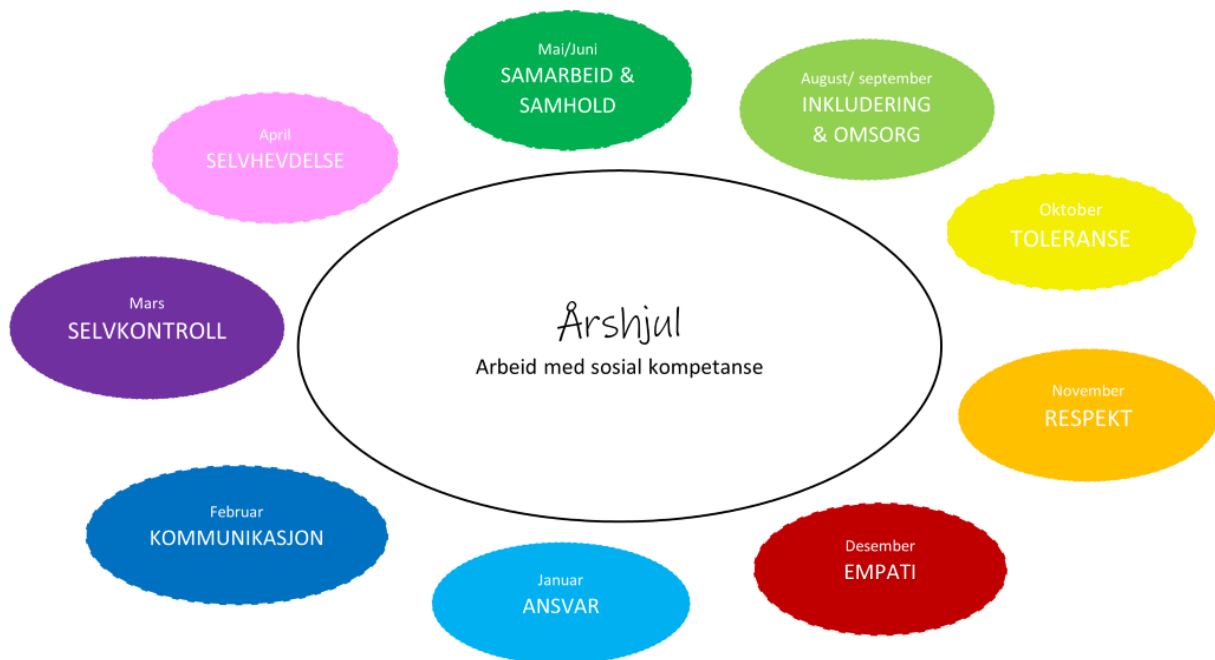 Mai/Juni
SAMARBEID &
SAMHOLD
August/ september
INKLUDERING
& OMSORG
Oktober
TOLERANSE
November
RESPEKT
Desember
EMPATI
Januar
ANSVAR
Februar
KOMMUNIKASJON
Mars
SELVKONTROLL
April
SELVHEVDELSE
Årshjul
Arbeid med sosial kompetanse